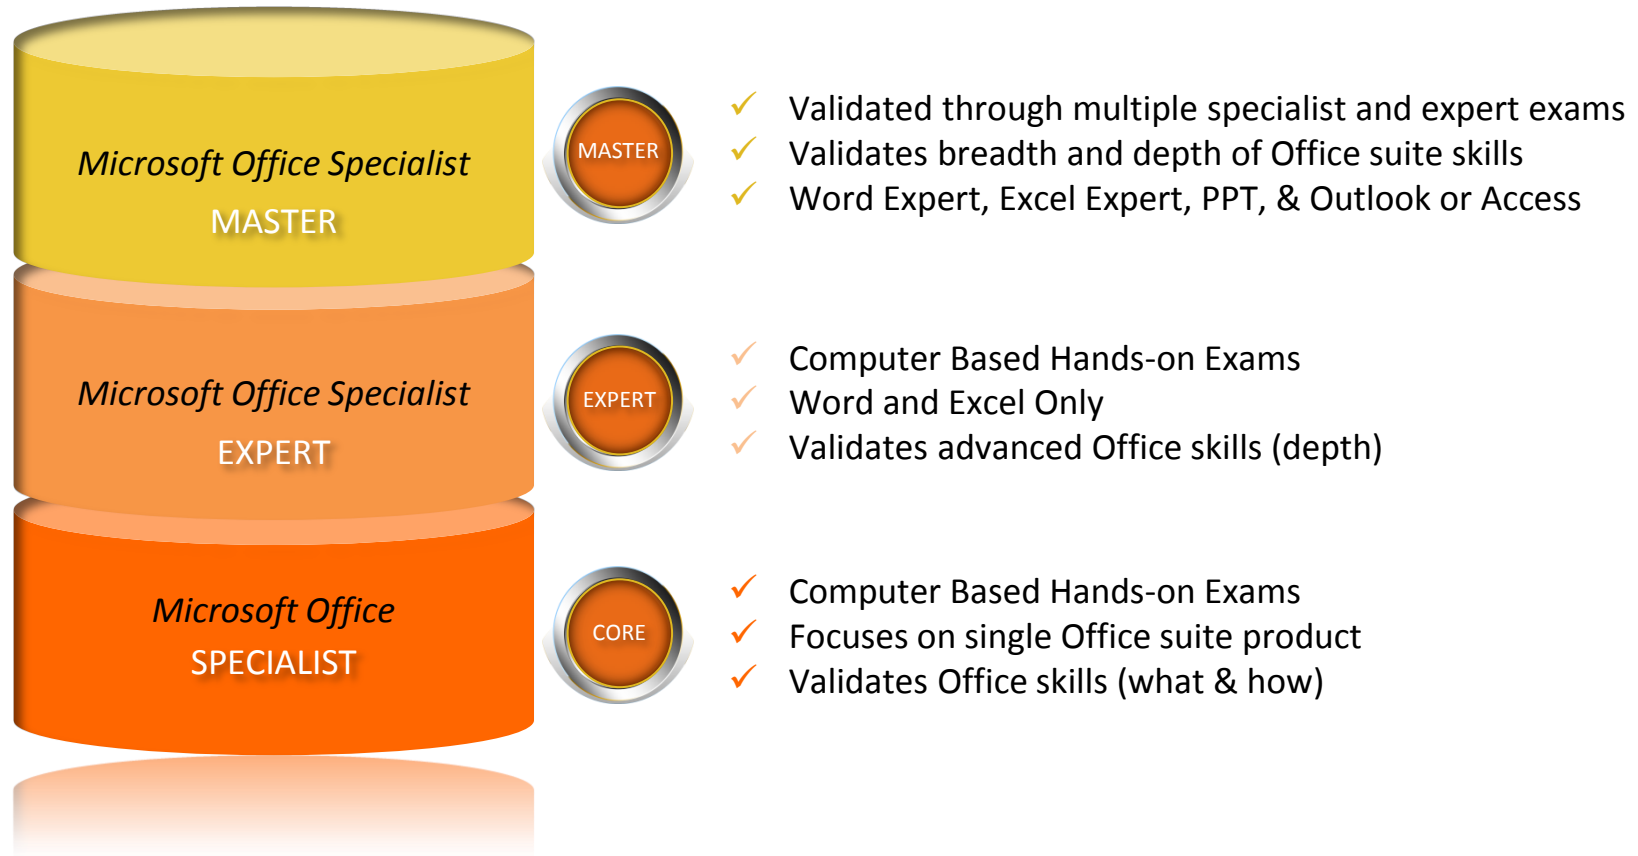 Microsoft Office Specialist
MASTER
MASTER
Validated through multiple specialist and expert exams
Validates breadth and depth of Office suite skills
Word Expert, Excel Expert, PPT, & Outlook or Access
Microsoft Office Specialist
EXPERT
EXPERT
Computer Based Hands-on Exams
Word and Excel Only
Validates advanced Office skills (depth)
Microsoft Office
SPECIALIST
CORE
Computer Based Hands-on Exams
Focuses on single Office suite product
Validates Office skills (what & how)